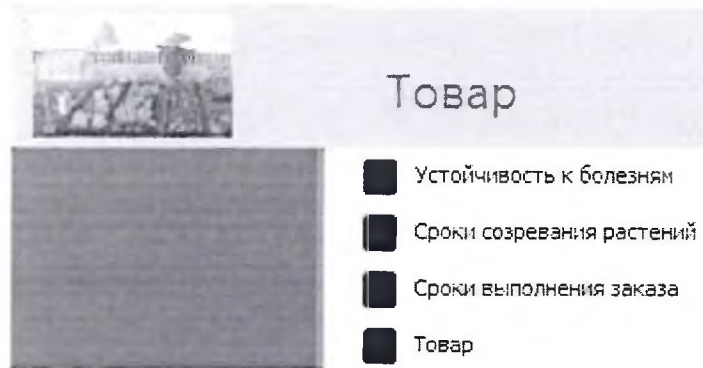 Товар
Устойчивость к болезням
Сроки созревания растений
Сроки выполнения заказа
Товар